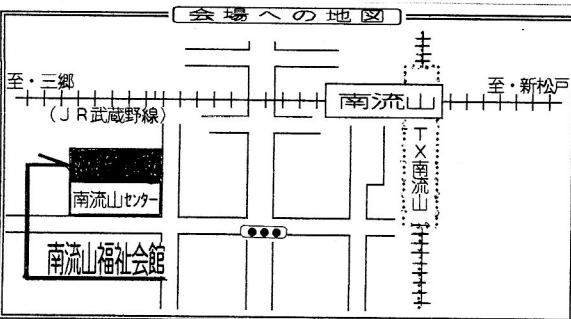 会場への地図
至・三郷
至・新松戸
南流山
（ＪＲ武蔵野線）
ＴＸ南流山
南流山センター
南流山福祉会館